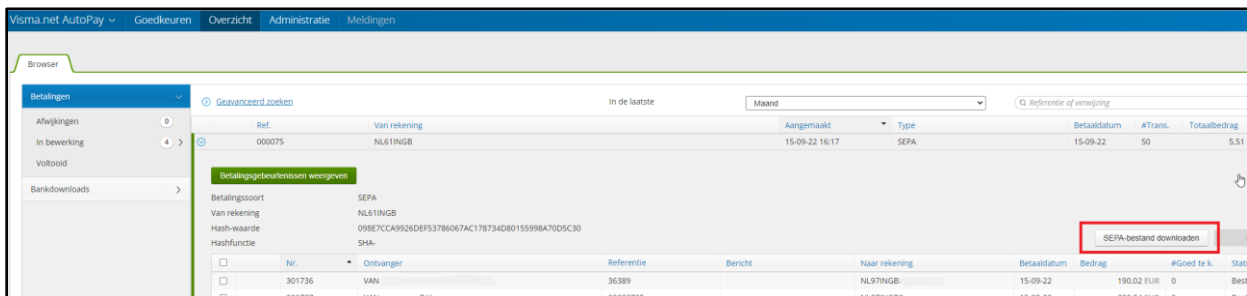 Visma.net AutoPay Goedkeuren Overzicht Administratie Meldingen
Browser
Betalingen
Geavanceerd zoeken In de laatste Maand Referentie of verwijzing
Afwijkingen 0
Ref. Van rekening Aangemaakt Type Betaaldatum #Trans. Totaalbedrag
In bewerking 4
000075 NL61INGB 15-09-22 16:17 SEPA 15-09-22 50 5,51
Voltooid
Betalingsgebeurtenissen weergeven
Bankdownloads
Betalingssoort SEPA
Van rekening NL61INGB
Hash-waarde 098E7CCA9926DEF53786067AC178734D80155998A70D5C30
Hashfunctie SHA-
SEPA-bestand downloaden
Nr. Ontvanger Referentie Bericht Naar rekening Betaaldatum Bedrag #Goed te k. Stat
301736 VAN 36389 NL97INGB 15-09-22 190,02 EUR 0 Best